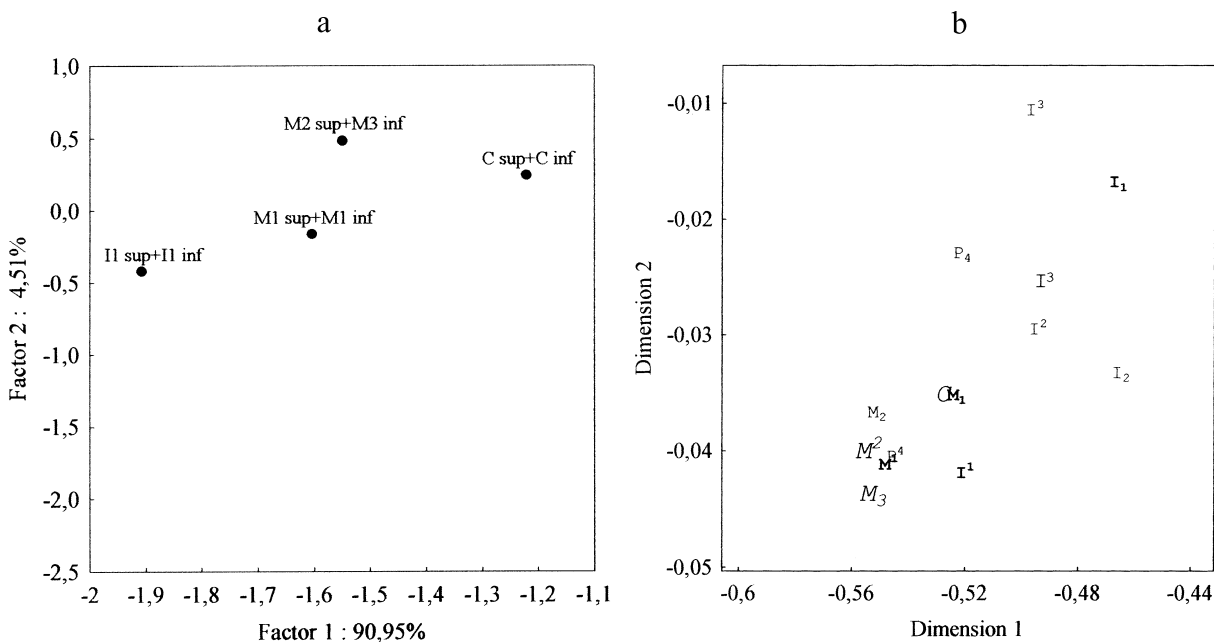 a
b
1,0
0,5
0,0
-0,5
-1,0
-1,5
-2,0
-2,5
Factor 2 : 4,51%
M2 sup+M3 inf
C sup+C inf
M1 sup+M1 inf
I1 sup+I1 inf
-2 -1,9 -1,8 -1,7 -1,6 -1,5 -1,4 -1,3 -1,2 -1,1
Factor 1 : 90,95%
-0,01
-0,02
-0,03
-0,04
-0,05
Dimension 2
I³
I₁
P₄
I³
I²
I₂
C
M₁
M₂
M²
P⁴
M¹
I¹
M₃
-0,6 -0,56 -0,52 -0,48 -0,44
Dimension 1